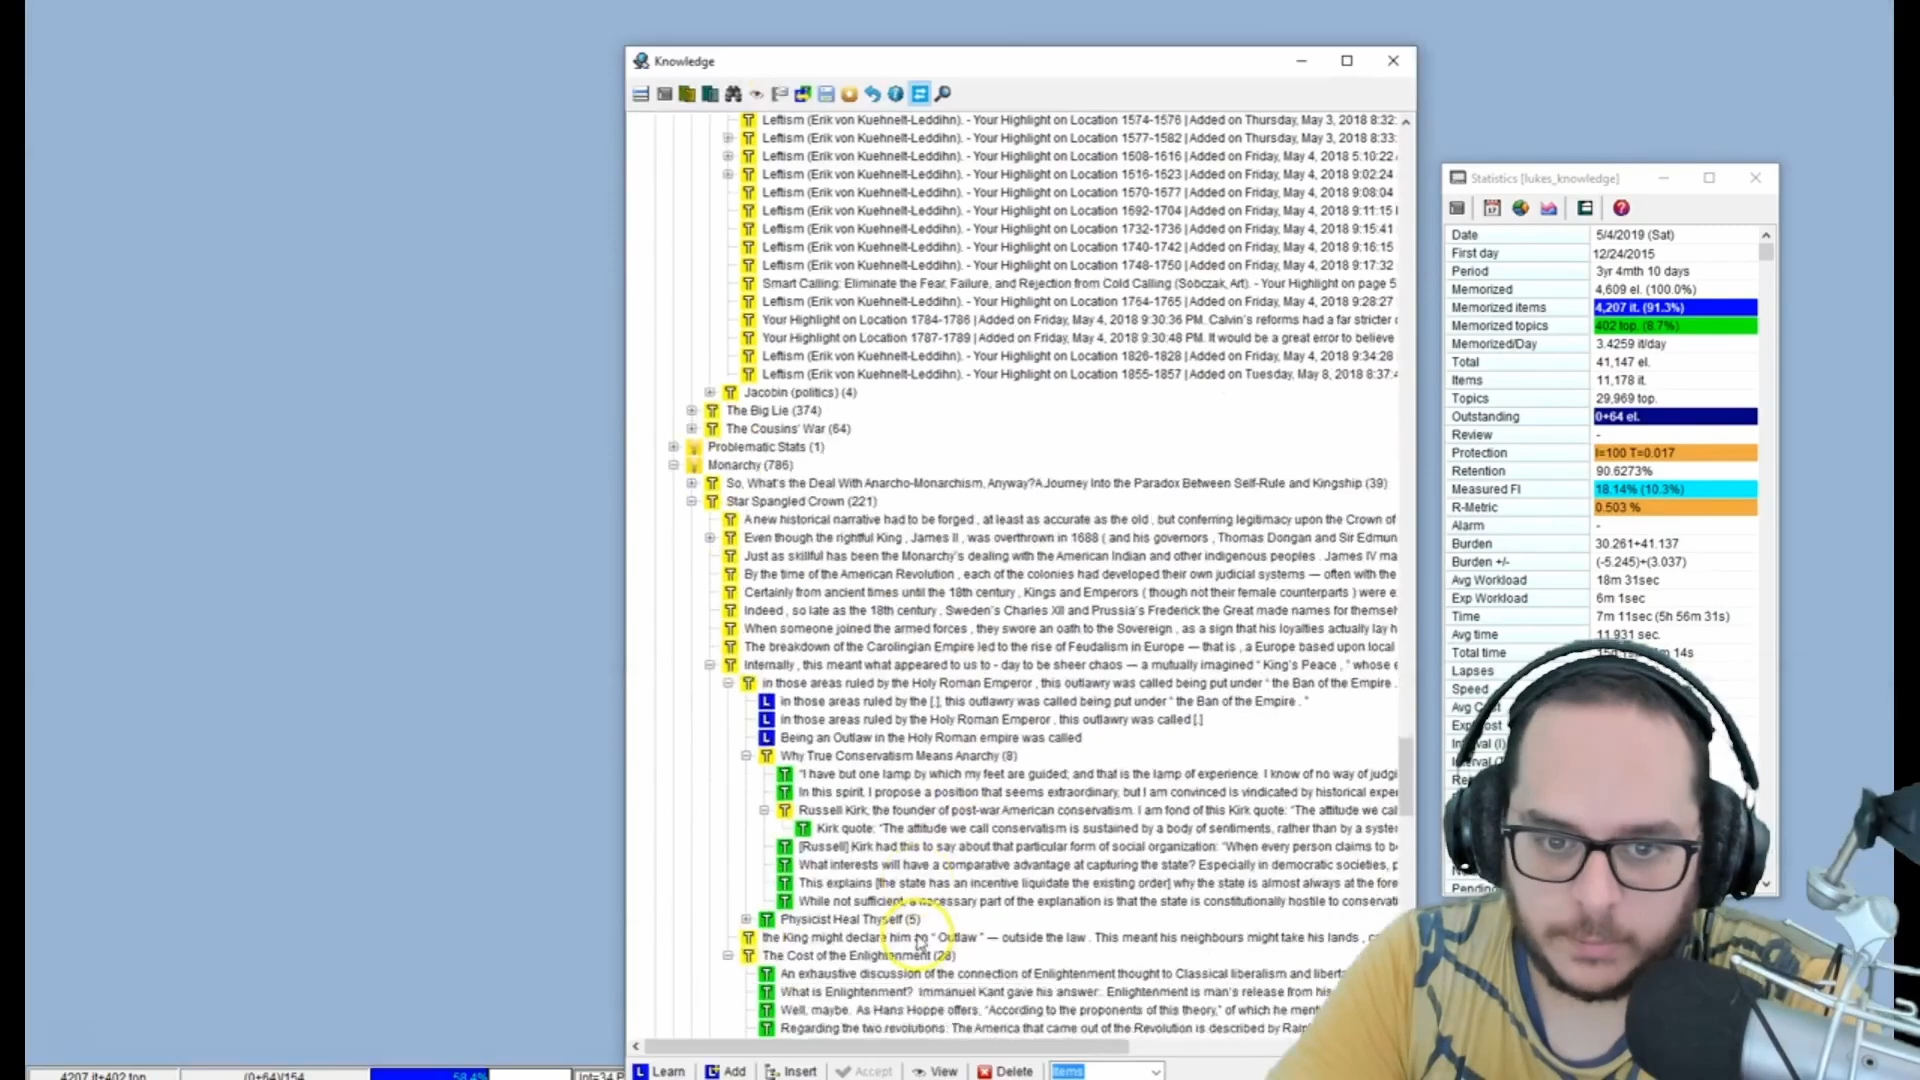 Knowledge
Leftism (Erik von Kuehnelt-Leddihn). - Your Highlight on Location 1574-1576 | Added on Thursday, May 3, 2018 8:32:
Leftism (Erik von Kuehnelt-Leddihn). - Your Highlight on Location 1577-1582 | Added on Thursday, May 3, 2018 8:33:
Leftism (Erik von Kuehnelt-Leddihn). - Your Highlight on Location 1508-1616 | Added on Friday, May 4, 2018 5:10:22
Leftism (Erik von Kuehnelt-Leddihn). - Your Highlight on Location 1516-1623 | Added on Friday, May 4, 2018 9:02:24
Leftism (Erik von Kuehnelt-Leddihn). - Your Highlight on Location 1570-1677 | Added on Friday, May 4, 2018 9:08:04
Leftism (Erik von Kuehnelt-Leddihn). - Your Highlight on Location 1692-1704 | Added on Friday, May 4, 2018 9:11:15
Leftism (Erik von Kuehnelt-Leddihn). - Your Highlight on Location 1732-1736 | Added on Friday, May 4, 2018 9:15:41
Leftism (Erik von Kuehnelt-Leddihn). - Your Highlight on Location 1740-1742 | Added on Friday, May 4, 2018 9:16:15
Leftism (Erik von Kuehnelt-Leddihn). - Your Highlight on Location 1748-1750 | Added on Friday, May 4, 2018 9:17:32
Smart Calling: Eliminate the Fear, Failure, and Rejection from Cold Calling (Sobczak, Art). - Your Highlight on page 5
Leftism (Erik von Kuehnelt-Leddihn). - Your Highlight on Location 1764-1765 | Added on Friday, May 4, 2018 9:28:27
Your Highlight on Location 1784-1786 | Added on Friday, May 4, 2018 9:30:36 PM. Calvin's reforms had a far stricter
Your Highlight on Location 1787-1789 | Added on Friday, May 4, 2018 9:30:48 PM. It would be a great error to believe
Leftism (Erik von Kuehnelt-Leddihn). - Your Highlight on Location 1826-1828 | Added on Friday, May 4, 2018 9:34:28
Leftism (Erik von Kuehnelt-Leddihn). - Your Highlight on Location 1855-1857 | Added on Tuesday, May 8, 2018 8:37:
Jacobin (politics) (4)
The Big Lie (374)
The Cousins' War (64)
Problematic Stats (1)
Monarchy (786)
So, What's the Deal With Anarcho-Monarchism, Anyway?A Journey Into the Paradox Between Self-Rule and Kingship (39)
Star Spangled Crown (221)
A new historical narrative had to be forged , at least as accurate as the old , but conferring legitimacy upon the Crown of
Even though the rightful King , James II , was overthrown in 1688 ( and his governors , Thomas Dongan and Sir Edmun
Just as skillful has been the Monarchy's dealing with the American Indian and other indigenous peoples . James IV ma
By the time of the American Revolution , each of the colonies had developed their own judicial systems — often with the
Certainly from ancient times until the 18th century , Kings and Emperors ( though not their female counterparts ) were e
Indeed , so late as the 18th century , Sweden's Charles XII and Prussia's Frederick the Great made names for themsel
When someone joined the armed forces , they swore an oath to the Sovereign , as a sign that his loyalties actually lay h
The breakdown of the Carolingian Empire led to the rise of Feudalism in Europe — that is , a Europe based upon local
Internally , this meant what appeared to us to - day to be sheer chaos — a mutually imagined " King's Peace , " whose e
in those areas ruled by the Holy Roman Emperor , this outlawry was called being put under " the Ban of the Empire .
in those areas ruled by the [.], this outlawry was called being put under " the Ban of the Empire . "
in those areas ruled by the Holy Roman Emperor , this outlawry was called [.]
Being an Outlaw in the Holy Roman empire was called
Why True Conservatism Means Anarchy (8)
"I have but one lamp by which my feet are guided; and that is the lamp of experience. I know of no way of judgi
In this spirit, I propose a position that seems extraordinary, but I am convinced is vindicated by historical exper
Russell Kirk, the founder of post-war American conservatism. I am fond of this Kirk quote: "The attitude we cal
Kirk quote: "The attitude we call conservatism is sustained by a body of sentiments, rather than by a syste
[Russell] Kirk had this to say about that particular form of social organization: "When every person claims to b
What interests will have a comparative advantage at capturing the state? Especially in democratic societies, p
This explains [the state has an incentive liquidate the existing order] why the state is almost always at the fore
While not sufficient, a necessary part of the explanation is that the state is constitutionally hostile to conservati
Physicist Heal Thyself (5)
the King might declare him an " Outlaw " — outside the law . This meant his neighbours might take his lands ,
The Cost of the Enlightenment (28)
An exhaustive discussion of the connection of Enlightenment thought to Classical liberalism and
What is Enlightenment? Immanuel Kant gave his answer: Enlightenment is man's release from his
Well, maybe. As Hans Hoppe offers, "According to the proponents of this theory," of which he
Regarding the two revolutions: The America that came out of the Revolution is described by
Learn Add Insert Accept View Delete Items
Statistics [lukes_knowledge]
Date 5/4/2019 (Sat)
First day 12/24/2015
Period 3yr 4mth 10 days
Memorized 4,609 el. (100.0%)
Memorized items 4,207 it. (91.3%)
Memorized topics 402 top. (8.7%)
Memorized/Day 3.4259 it/day
Total 41,147 el.
Items 11,178 it.
Topics 29,969 top.
Outstanding 0+64 el.
Review -
Protection I=100 T=0.017
Retention 90.6273%
Measured FI 18.14% (10.3%)
R-Metric 0.503 %
Alarm -
Burden 30.261+41.137
Burden +/- (-5.245)+(3.037)
Avg Workload 18m 31sec
Exp Workload 6m 1sec
Time 7m 11sec (5h 56m 31s)
Avg time 11.931 sec.
Total time
Lapses
Speed
Pending
4207 it+402 top (0+64)/154 58.4%